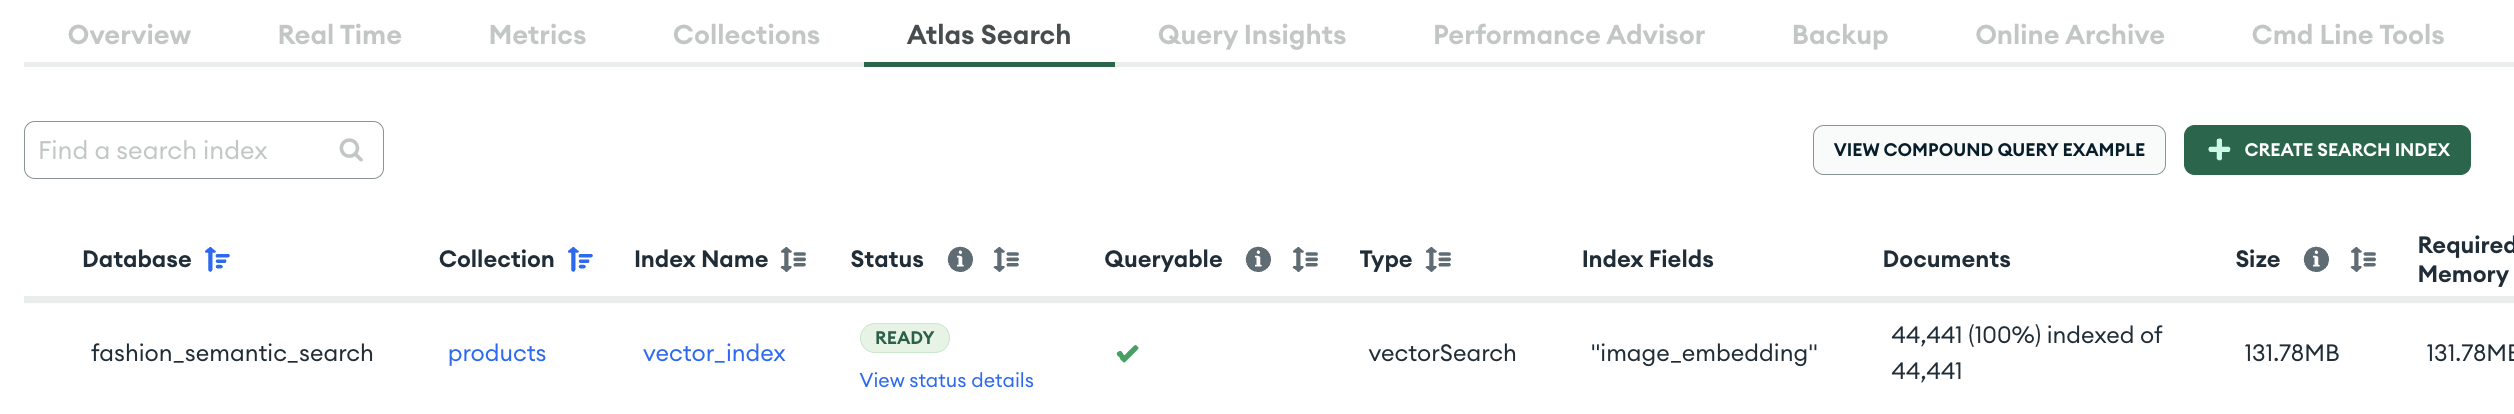 Overview Real Time Metrics Collections Atlas Search Query Insights Performance Advisor Backup Online Archive Cmd Line Tools
Find a search index
VIEW COMPOUND QUERY EXAMPLE
CREATE SEARCH INDEX
Database Collection Index Name Status Queryable Type Index Fields Documents Size Required
Memory
fashion_semantic_search products vector_index READY vectorSearch "image_embedding" 44,441 (100%) indexed of
44,441 131.78MB 131.78MB
View status details